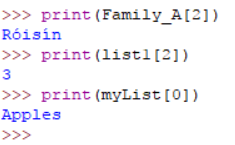 >>> print(Family_A[2])
Róisín
>>> print(list1[2])
3
>>> print(myList[0])
Apples
>>>